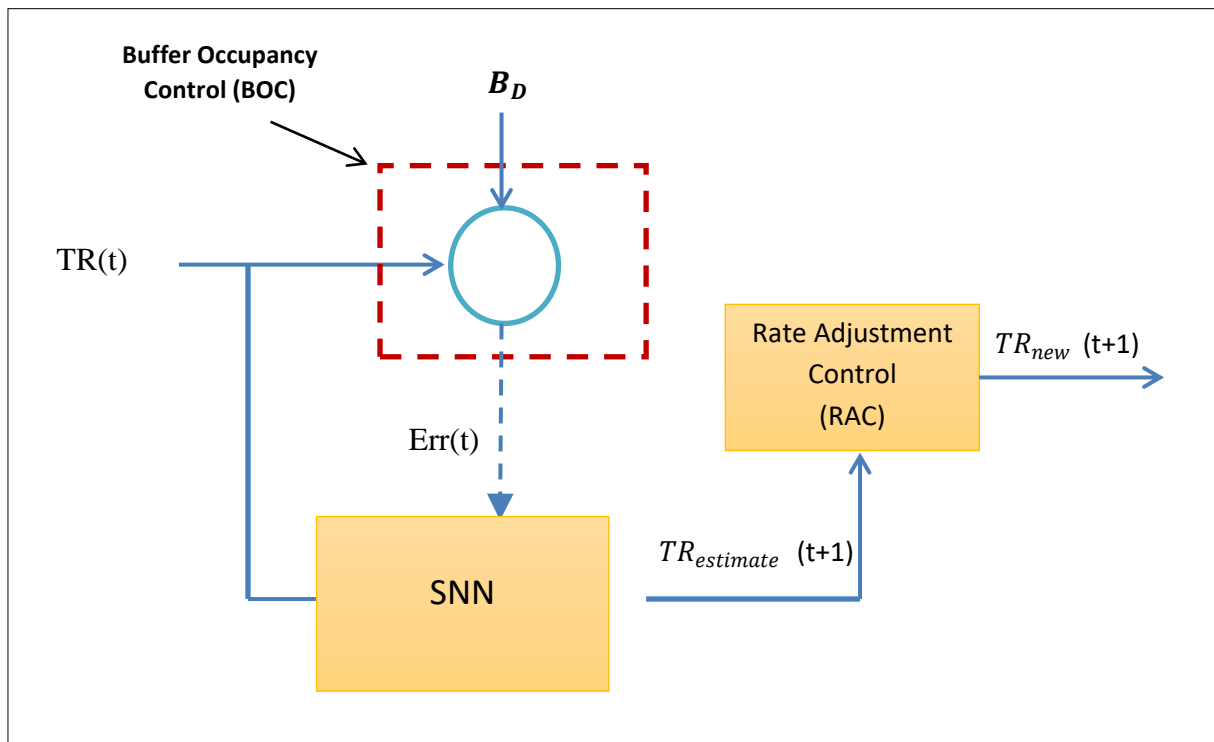 Buffer Occupancy
Control (BOC)
B_D
TR(t)
Rate Adjustment
Control
(RAC)
TR_new (t+1)
Err(t)
TR_estimate (t+1)
SNN